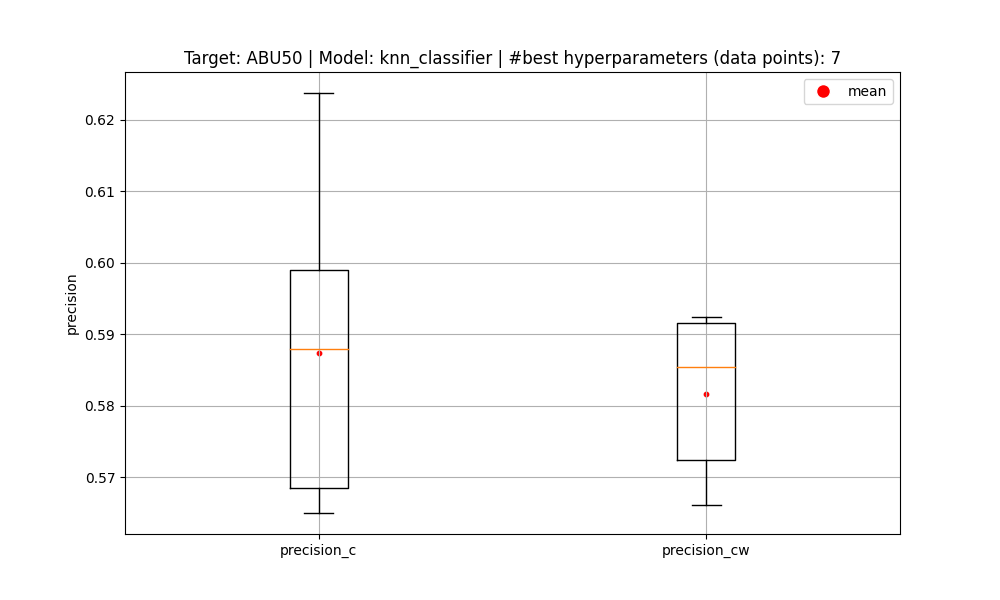 Target: ABU50 | Model: knn_classifier | #best hyperparameters (data points): 7
mean
0.62
0.61
0.60
0.59
0.58
0.57
precision
precision_c
precision_cw